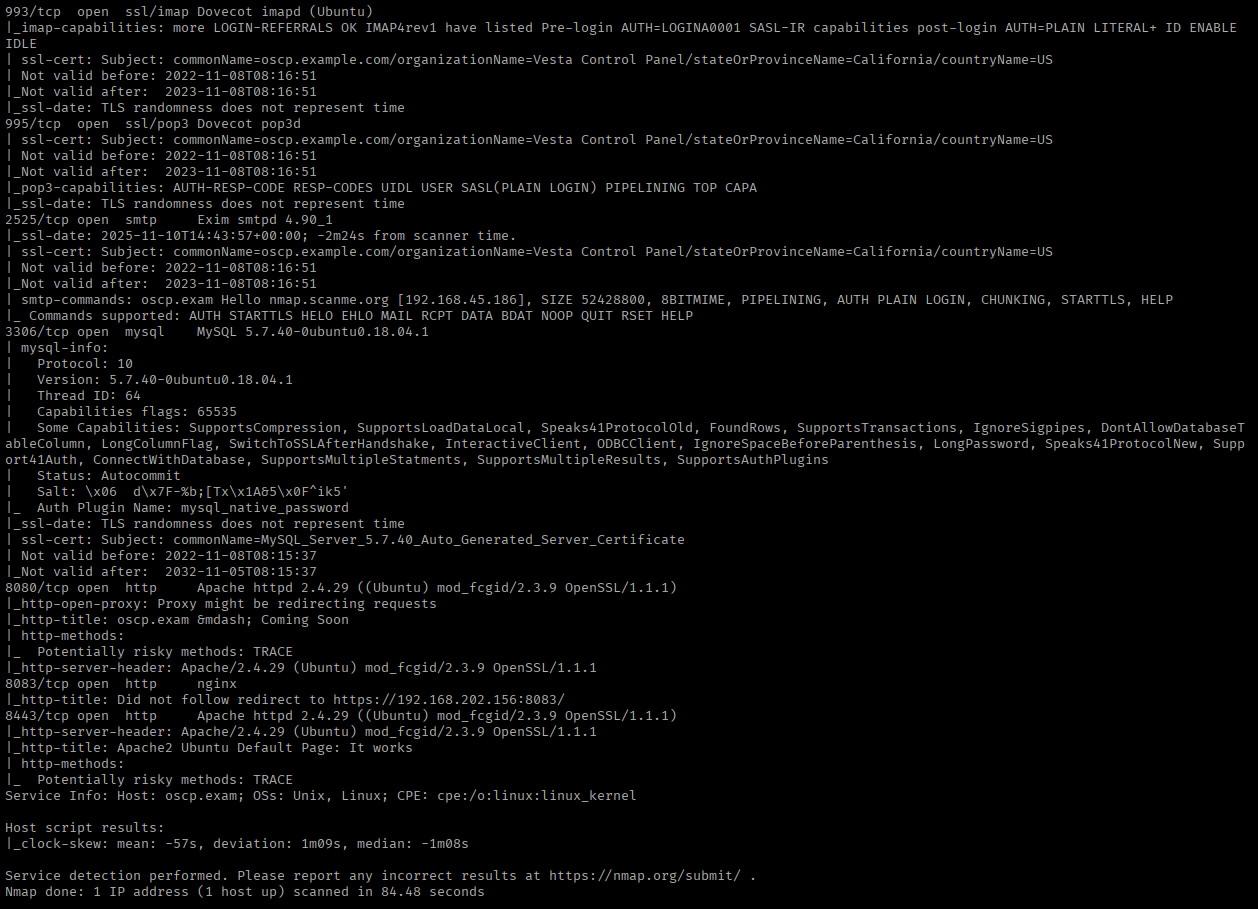 993/tcp  open  ssl/imap Dovecot imapd (Ubuntu)
|_imap-capabilities: more LOGIN-REFERRALS OK IMAP4rev1 have listed Pre-login AUTH=LOGINA0001 SASL-IR capabilities post-login AUTH=PLAIN LITERAL+ ID ENABLE
IDLE
| ssl-cert: Subject: commonName=oscp.example.com/organizationName=Vesta Control Panel/stateOrProvinceName=California/countryName=US
| Not valid before: 2022-11-08T08:16:51
|_Not valid after:  2023-11-08T08:16:51
|_ssl-date: TLS randomness does not represent time
995/tcp  open  ssl/pop3 Dovecot pop3d
| ssl-cert: Subject: commonName=oscp.example.com/organizationName=Vesta Control Panel/stateOrProvinceName=California/countryName=US
| Not valid before: 2022-11-08T08:16:51
|_Not valid after:  2023-11-08T08:16:51
|_pop3-capabilities: AUTH-RESP-CODE RESP-CODES UIDL USER SASL(PLAIN LOGIN) PIPELINING TOP CAPA
|_ssl-date: TLS randomness does not represent time
2525/tcp open  smtp     Exim smtpd 4.90_1
|_ssl-date: 2025-11-10T14:43:57+00:00; -2m24s from scanner time.
| ssl-cert: Subject: commonName=oscp.example.com/organizationName=Vesta Control Panel/stateOrProvinceName=California/countryName=US
| Not valid before: 2022-11-08T08:16:51
|_Not valid after:  2023-11-08T08:16:51
| smtp-commands: oscp.exam Hello nmap.scanme.org [192.168.45.186], SIZE 52428800, 8BITMIME, PIPELINING, AUTH PLAIN LOGIN, CHUNKING, STARTTLS, HELP
|_ Commands supported: AUTH STARTTLS HELO EHLO MAIL RCPT DATA BDAT NOOP QUIT RSET HELP
3306/tcp open  mysql    MySQL 5.7.40-0ubuntu0.18.04.1
| mysql-info:
|   Protocol: 10
|   Version: 5.7.40-0ubuntu0.18.04.1
|   Thread ID: 64
|   Capabilities flags: 65535
|   Some Capabilities: SupportsCompression, SupportsLoadDataLocal, Speaks41ProtocolOld, FoundRows, SupportsTransactions, IgnoreSigpipes, DontAllowDatabaseT
ableColumn, LongColumnFlag, SwitchToSSLAfterHandshake, InteractiveClient, ODBCClient, IgnoreSpaceBeforeParenthesis, LongPassword, Speaks41ProtocolNew, Supp
ort41Auth, ConnectWithDatabase, SupportsMultipleStatments, SupportsMultipleResults, SupportsAuthPlugins
|   Status: Autocommit
|   Salt: \x06  d\x7F-%b;[Tx\x1A&5\x0F^ik5'
|_  Auth Plugin Name: mysql_native_password
|_ssl-date: TLS randomness does not represent time
| ssl-cert: Subject: commonName=MySQL_Server_5.7.40_Auto_Generated_Server_Certificate
| Not valid before: 2022-11-08T08:15:37
|_Not valid after:  2032-11-05T08:15:37
8080/tcp open  http     Apache httpd 2.4.29 ((Ubuntu) mod_fcgid/2.3.9 OpenSSL/1.1.1)
|_http-open-proxy: Proxy might be redirecting requests
|_http-title: oscp.exam &mdash; Coming Soon
| http-methods:
|_  Potentially risky methods: TRACE
|_http-server-header: Apache/2.4.29 (Ubuntu) mod_fcgid/2.3.9 OpenSSL/1.1.1
8083/tcp open  http     nginx
|_http-title: Did not follow redirect to https://192.168.202.156:8083/
8443/tcp open  http     Apache httpd 2.4.29 ((Ubuntu) mod_fcgid/2.3.9 OpenSSL/1.1.1)
|_http-server-header: Apache/2.4.29 (Ubuntu) mod_fcgid/2.3.9 OpenSSL/1.1.1
|_http-title: Apache2 Ubuntu Default Page: It works
| http-methods:
|_  Potentially risky methods: TRACE
Service Info: Host: oscp.exam; OSs: Unix, Linux; CPE: cpe:/o:linux:linux_kernel

Host script results:
|_clock-skew: mean: -57s, deviation: 1m09s, median: -1m08s

Service detection performed. Please report any incorrect results at https://nmap.org/submit/ .
Nmap done: 1 IP address (1 host up) scanned in 84.48 seconds